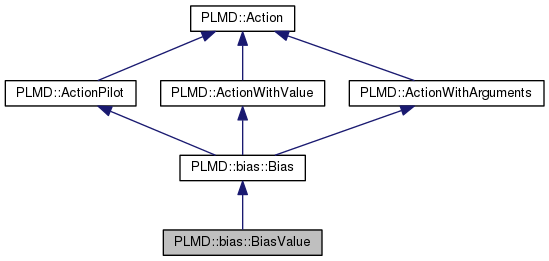 PLMD::Action
PLMD::ActionPilot
PLMD::ActionWithValue
PLMD::ActionWithArguments
PLMD::bias::Bias
PLMD::bias::BiasValue